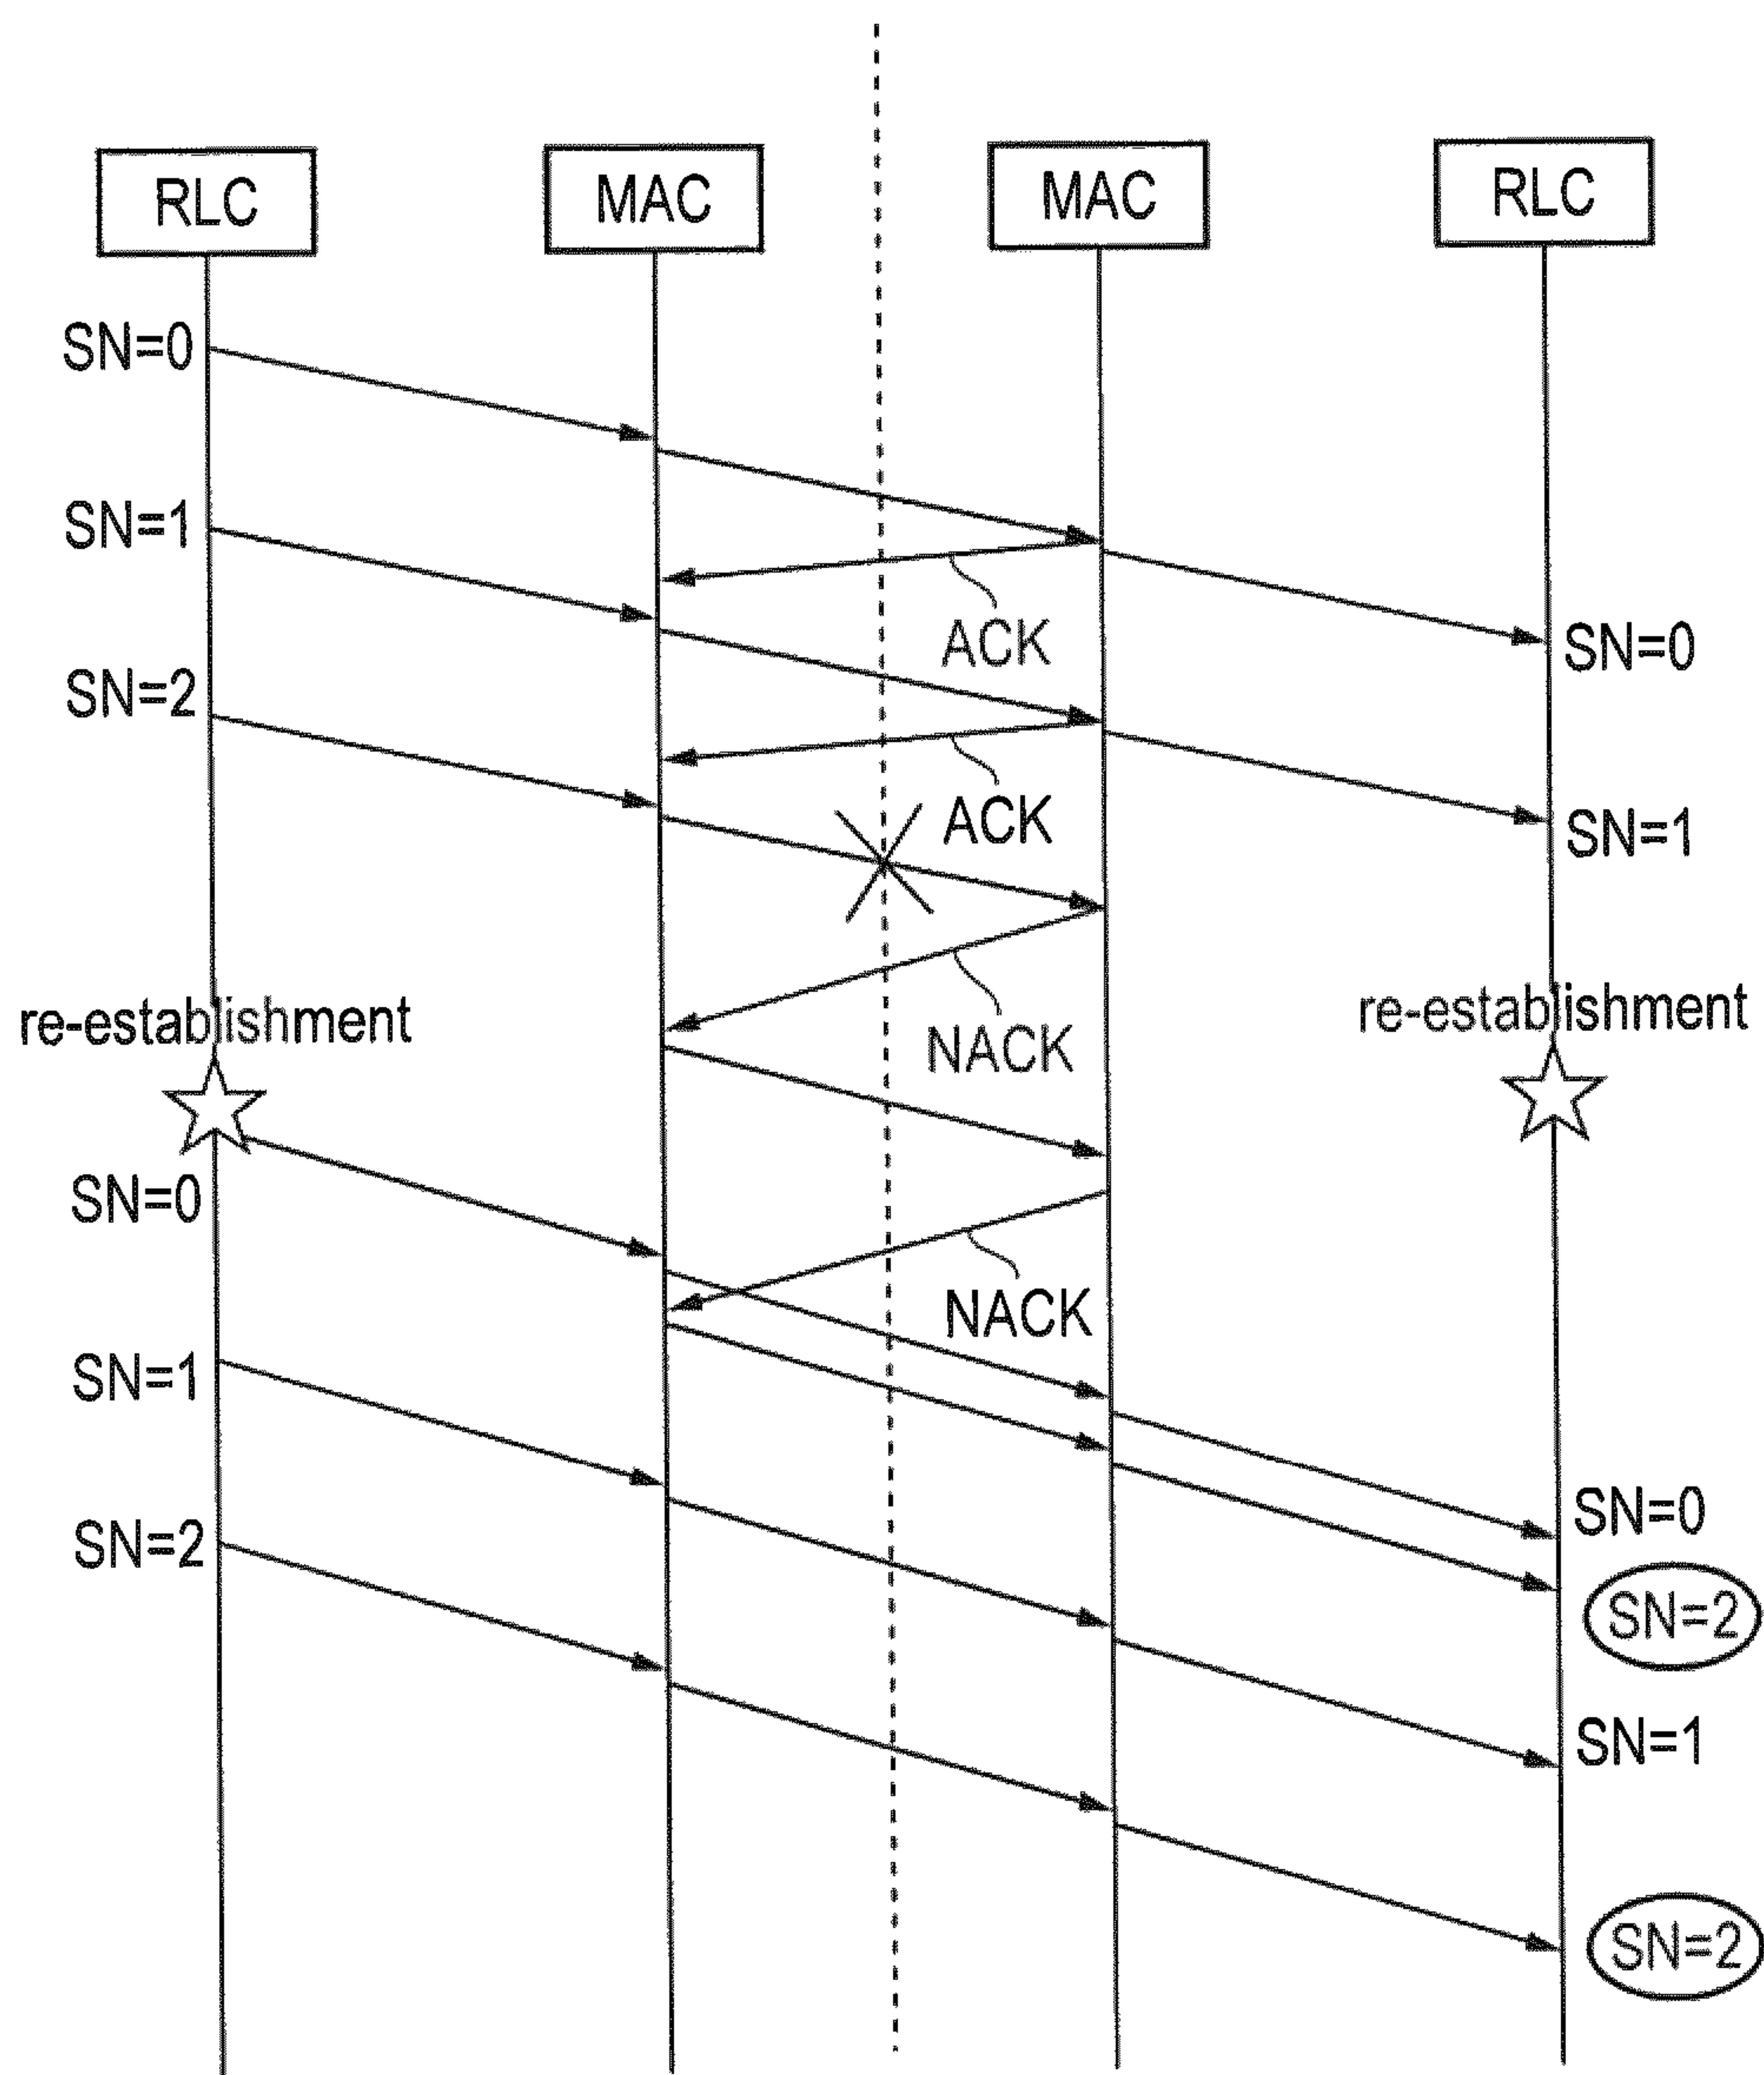 RLC MAC MAC RLC
SN=0
SN=1
ACK
SN=0
SN=2
ACK
SN=1
re-establishment re-establishment
NACK
SN=0
NACK
SN=1
SN=0
SN=2
SN=2
SN=1
SN=2